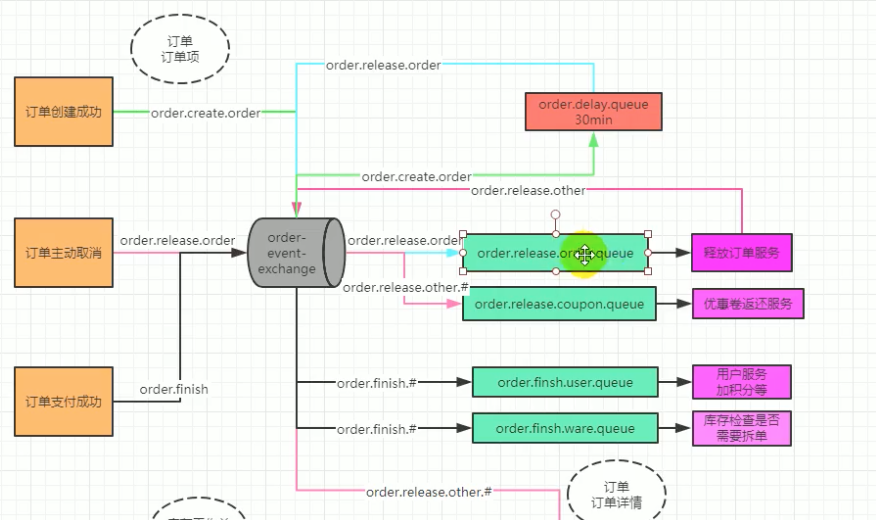 订单
订单项
order.release.order
订单创建成功
order.create.order
order.delay.queue
30min
order.create.order
order.release.other
订单主动取消
order.release.order
order-
event-
exchange
order.release.order
释放订单服务
order.release.other.#
order.release.coupon.queue
优惠卷返还服务
订单支付成功
order.finish
order.finish.#
order.finsh.user.queue
用户服务
加积分等
order.finish.#
order.finsh.ware.queue
库存检查是否
需要拆单
order.release.other.#
订单
订单详情